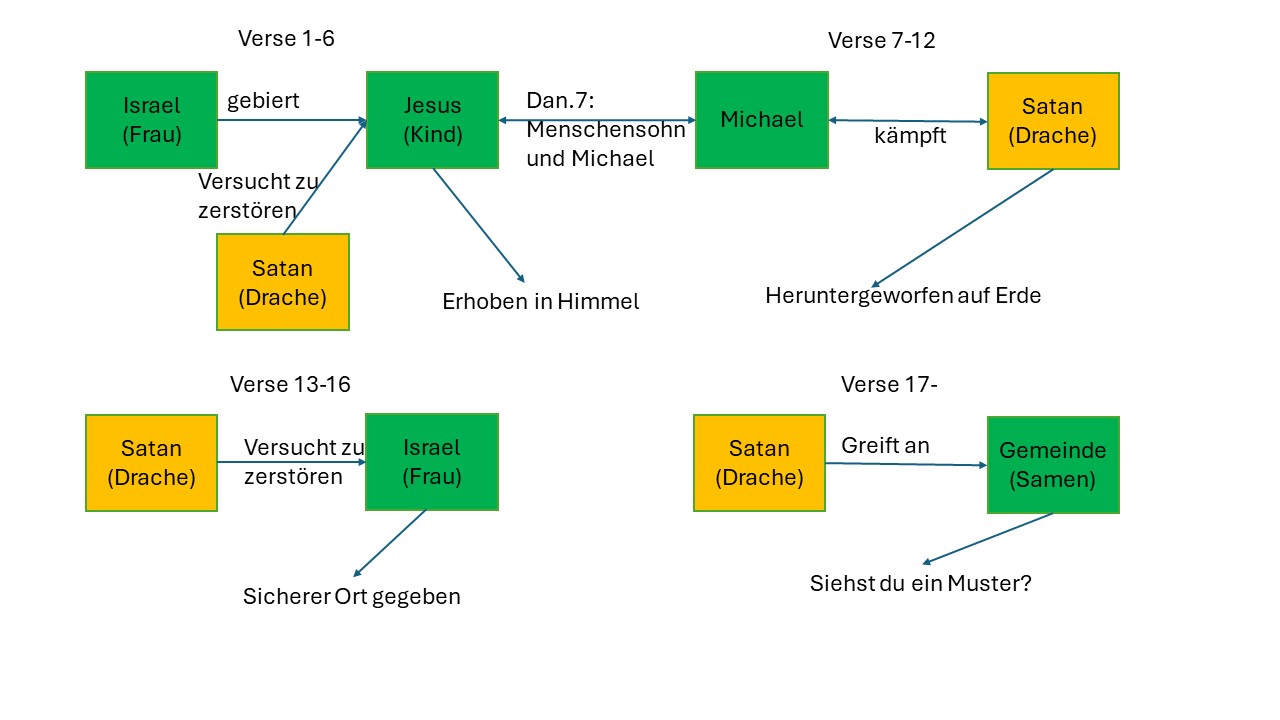 Verse 1-6
Israel
(Frau)
gebiert
Jesus
(Kind)
Versucht zu
zerstören
Satan
(Drache)
Erhoben in Himmel
Dan.7:
Menschensohn
und Michael
Verse 7-12
Michael
kämpft
Satan
(Drache)
Heruntergeworfen auf Erde
Verse 13-16
Satan
(Drache)
Versucht zu
zerstören
Israel
(Frau)
Sicherer Ort gegeben
Verse 17-
Satan
(Drache)
Greift an
Gemeinde
(Samen)
Siehst du ein Muster?